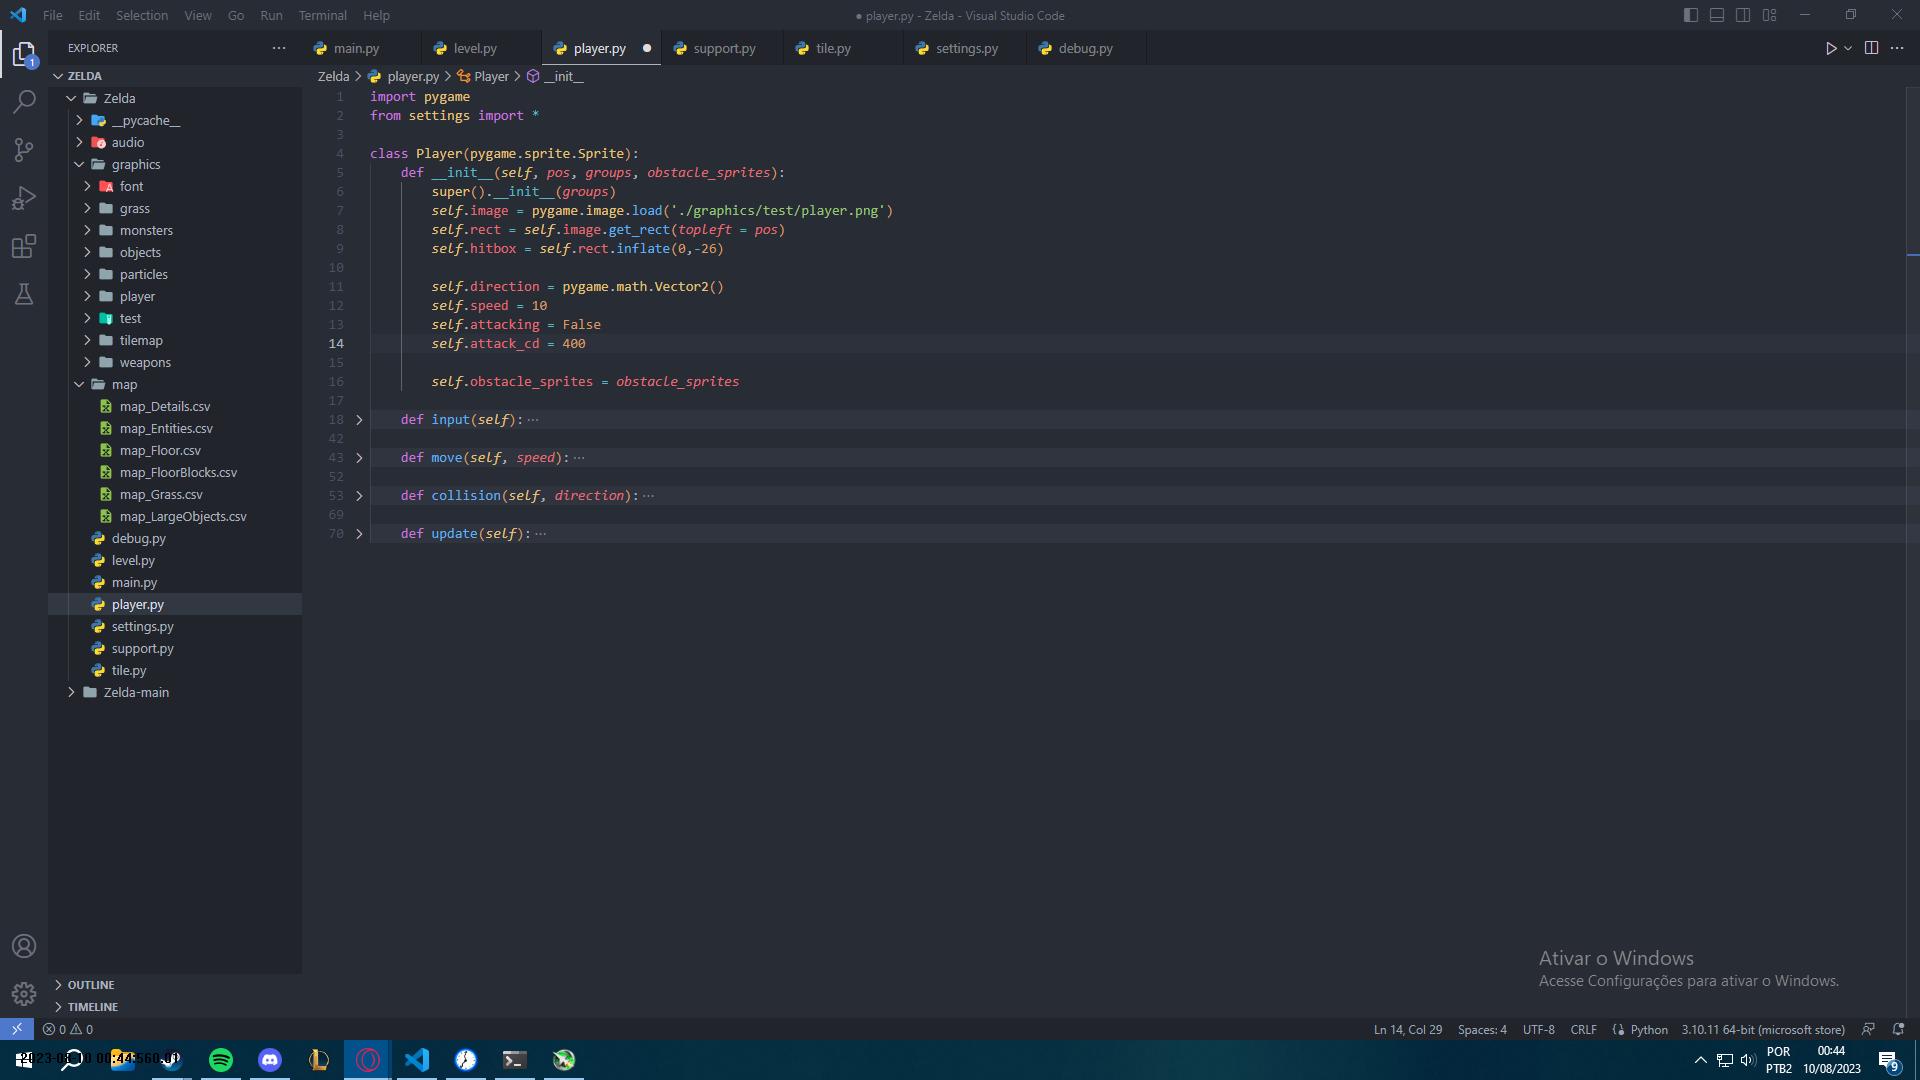 File Edit Selection View Go Run Terminal Help
● player.py - Zelda - Visual Studio Code
EXPLORER
main.py level.py player.py support.py tile.py settings.py debug.py
ZELDA
Zelda
__pycache__
audio
graphics
font
grass
monsters
objects
particles
player
test
tilemap
weapons
map
map_Details.csv
map_Entities.csv
map_Floor.csv
map_FloorBlocks.csv
map_Grass.csv
map_LargeObjects.csv
debug.py
level.py
main.py
player.py
settings.py
support.py
tile.py
Zelda-main
OUTLINE
TIMELINE
Zelda > player.py > Player > __init__
1 import pygame
2 from settings import *
3
4 class Player(pygame.sprite.Sprite):
5 def __init__(self, pos, groups, obstacle_sprites):
6 super().__init__(groups)
7 self.image = pygame.image.load('./graphics/test/player.png')
8 self.rect = self.image.get_rect(topleft = pos)
9 self.hitbox = self.rect.inflate(0,-26)
10
11 self.direction = pygame.math.Vector2()
12 self.speed = 10
13 self.attacking = False
14 self.attack_cd = 400
15
16 self.obstacle_sprites = obstacle_sprites
17
18 def input(self):···
42
43 def move(self, speed):···
52
53 def collision(self, direction):···
69
70 def update(self):···
Ativar o Windows
Acesse Configurações para ativar o Windows.
0 0
Ln 14, Col 29 Spaces: 4 UTF-8 CRLF Python 3.10.11 64-bit (microsoft store)
1
POR
PTB2
00:44
10/08/2023
9